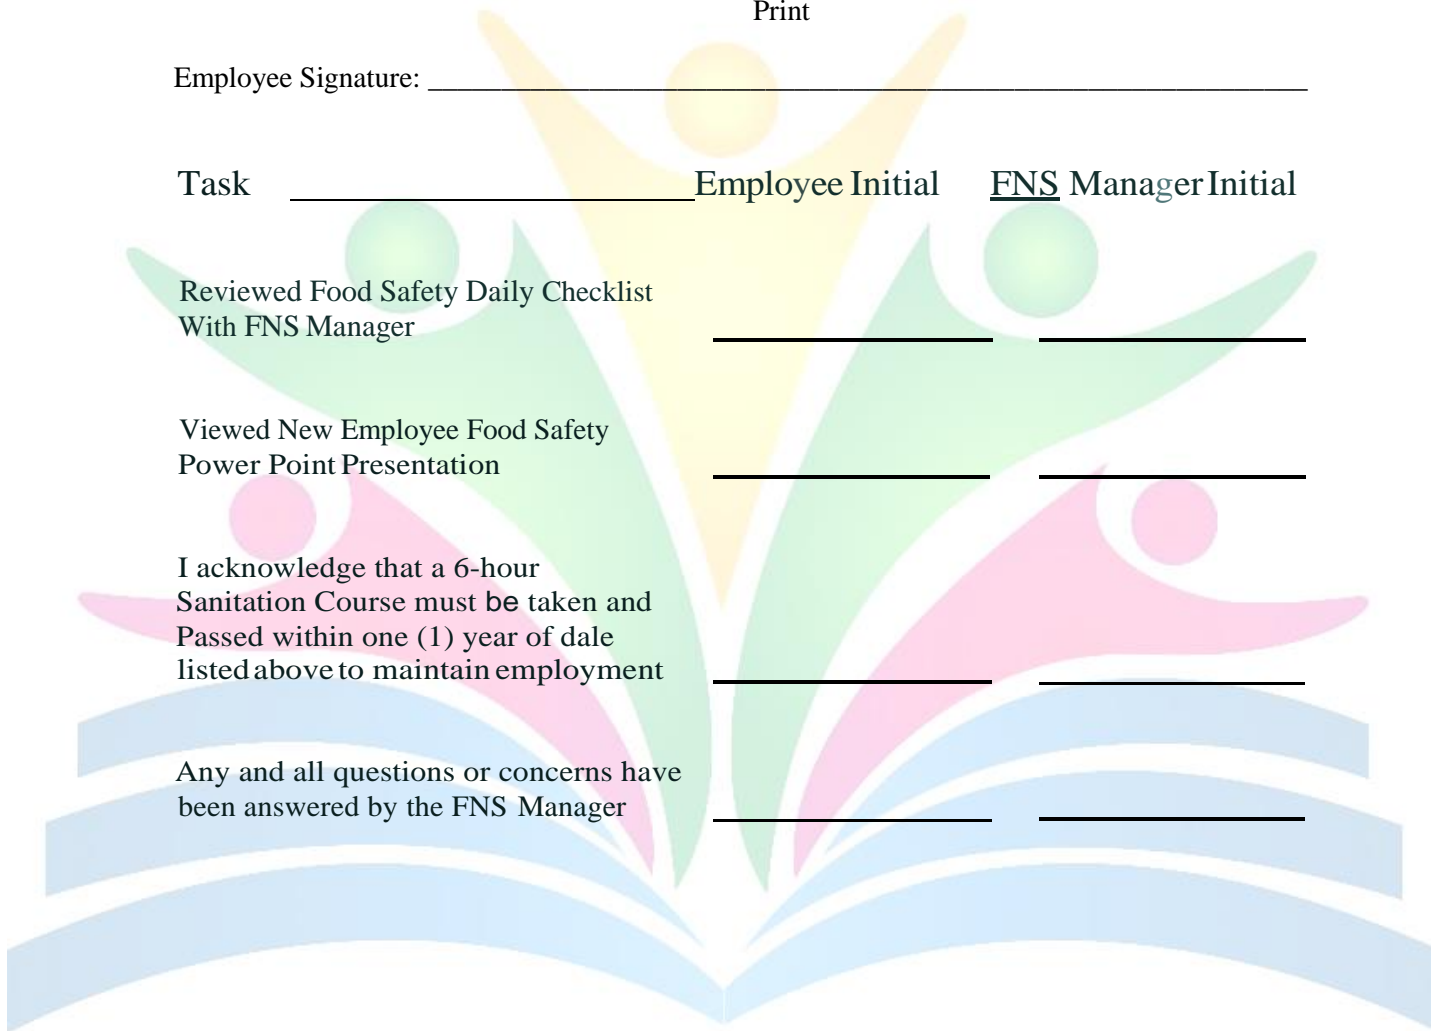 Print
Employee Signature: ____________________________________________________________
Task Employee Initial FNS Manager Initial
Reviewed Food Safety Daily Checklist
With FNS Manager
Viewed New Employee Food Safety
Power Point Presentation
I acknowledge that a 6-hour
Sanitation Course must be taken and
Passed within one (1) year of dale
listed above to maintain employment
Any and all questions or concerns have
been answered by the FNS Manager